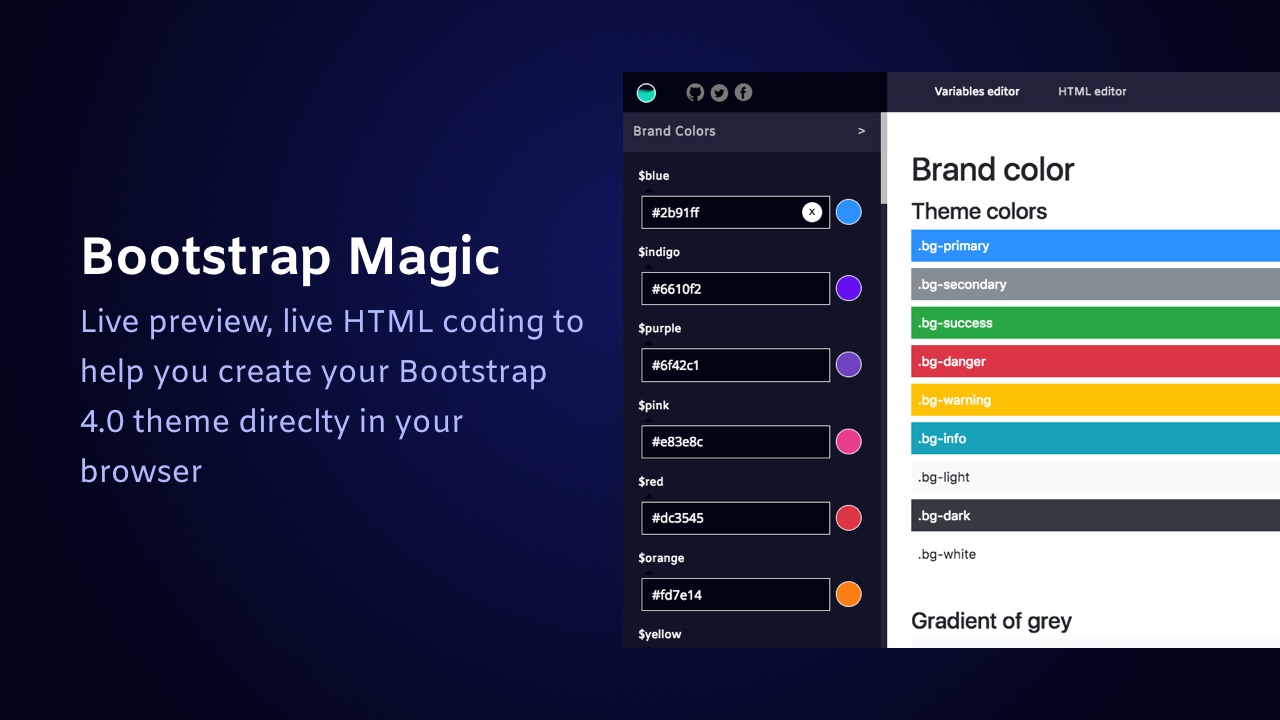 Bootstrap Magic
Live preview, live HTML coding to
help you create your Bootstrap
4.0 theme direclty in your
browser
Variables editor
HTML editor
Brand Colors >
$blue
#2b91ff x
$indigo
#6610f2
$purple
#6f42c1
$pink
#e83e8c
$red
#dc3545
$orange
#fd7e14
$yellow
Brand color
Theme colors
.bg-primary
.bg-secondary
.bg-success
.bg-danger
.bg-warning
.bg-info
.bg-light
.bg-dark
.bg-white
Gradient of grey